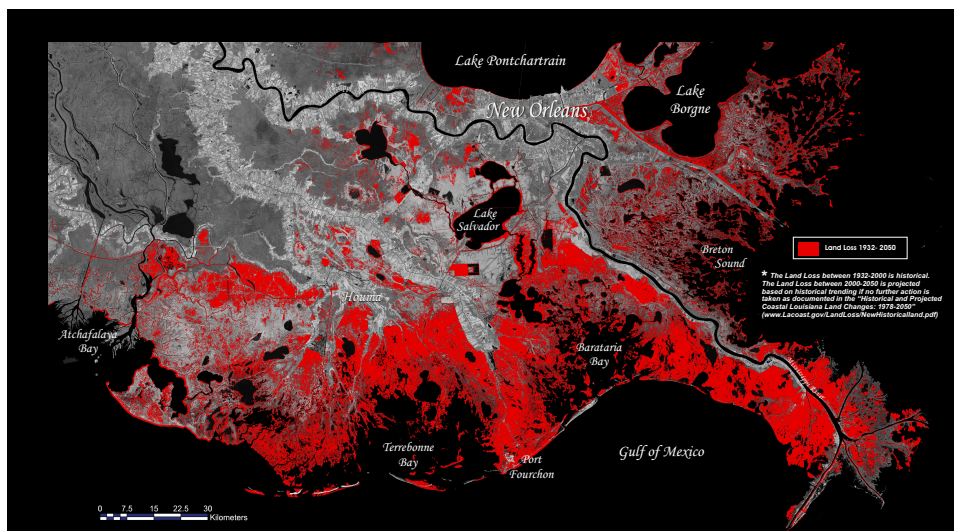 Lake Pontchartrain
New Orleans
Lake
Borgne
Lake
Salvador
Breton
Sound
Land Loss 1932- 2050
* The Land Loss between 1932-2000 is historical.
The Land Loss between 2000-2050 is projected
based on historical trending if no further action is
taken as documented in the "Historical and Projected
Coastal Louisiana Land Changes: 1978-2050"
(www.Lacoast.gov/LandLoss/NewHistoricalland.pdf)
Houma
Atchafalaya
Bay
Barataria
Bay
Mississippi River
Terrebonne
Bay
Port
Fourchon
Gulf of Mexico
0 7.5 15 22.5 30
Kilometers